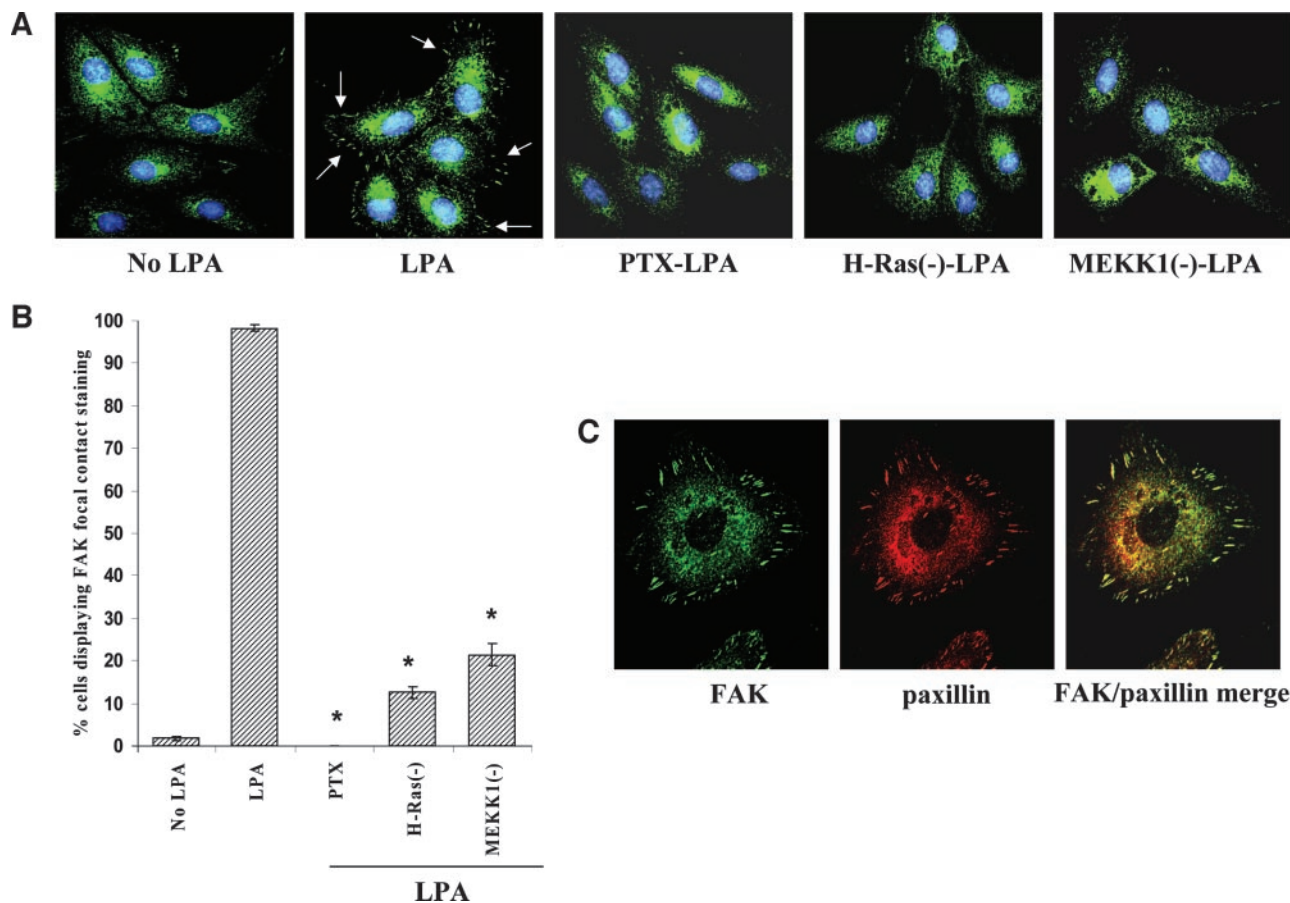 A
No LPA
LPA
PTX-LPA
H-Ras(-)-LPA
MEKK1(-)-LPA
B
% cells displaying FAK focal contact staining
100
90
80
70
60
50
40
30
20
10
0
*
*
*
No LPA
LPA
PTX
H-Ras(-)
MEKK1(-)
LPA
C
FAK
paxillin
FAK/paxillin merge